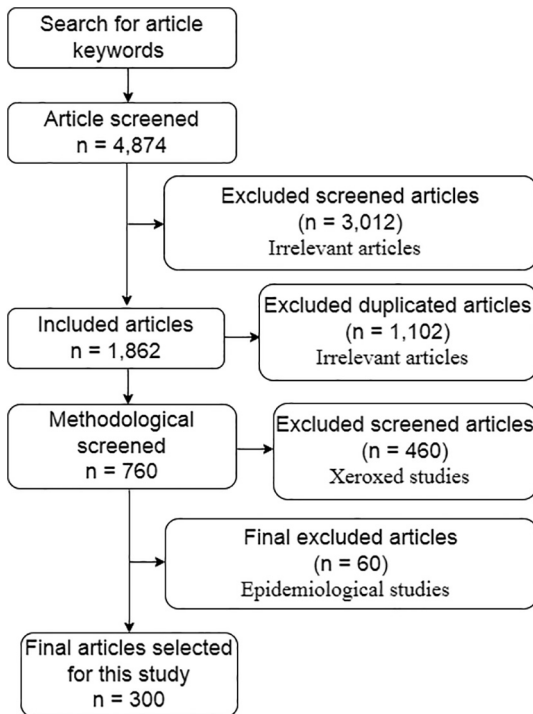 Search for article
keywords
Article screened
n = 4,874
Excluded screened articles
(n = 3,012)
Irrelevant articles
Included articles
n = 1,862
Excluded duplicated articles
(n = 1,102)
Irrelevant articles
Methodological
screened
n = 760
Excluded screened articles
(n = 460)
Xeroxed studies
Final excluded articles
(n = 60)
Epidemiological studies
Final articles selected
for this study
n = 300